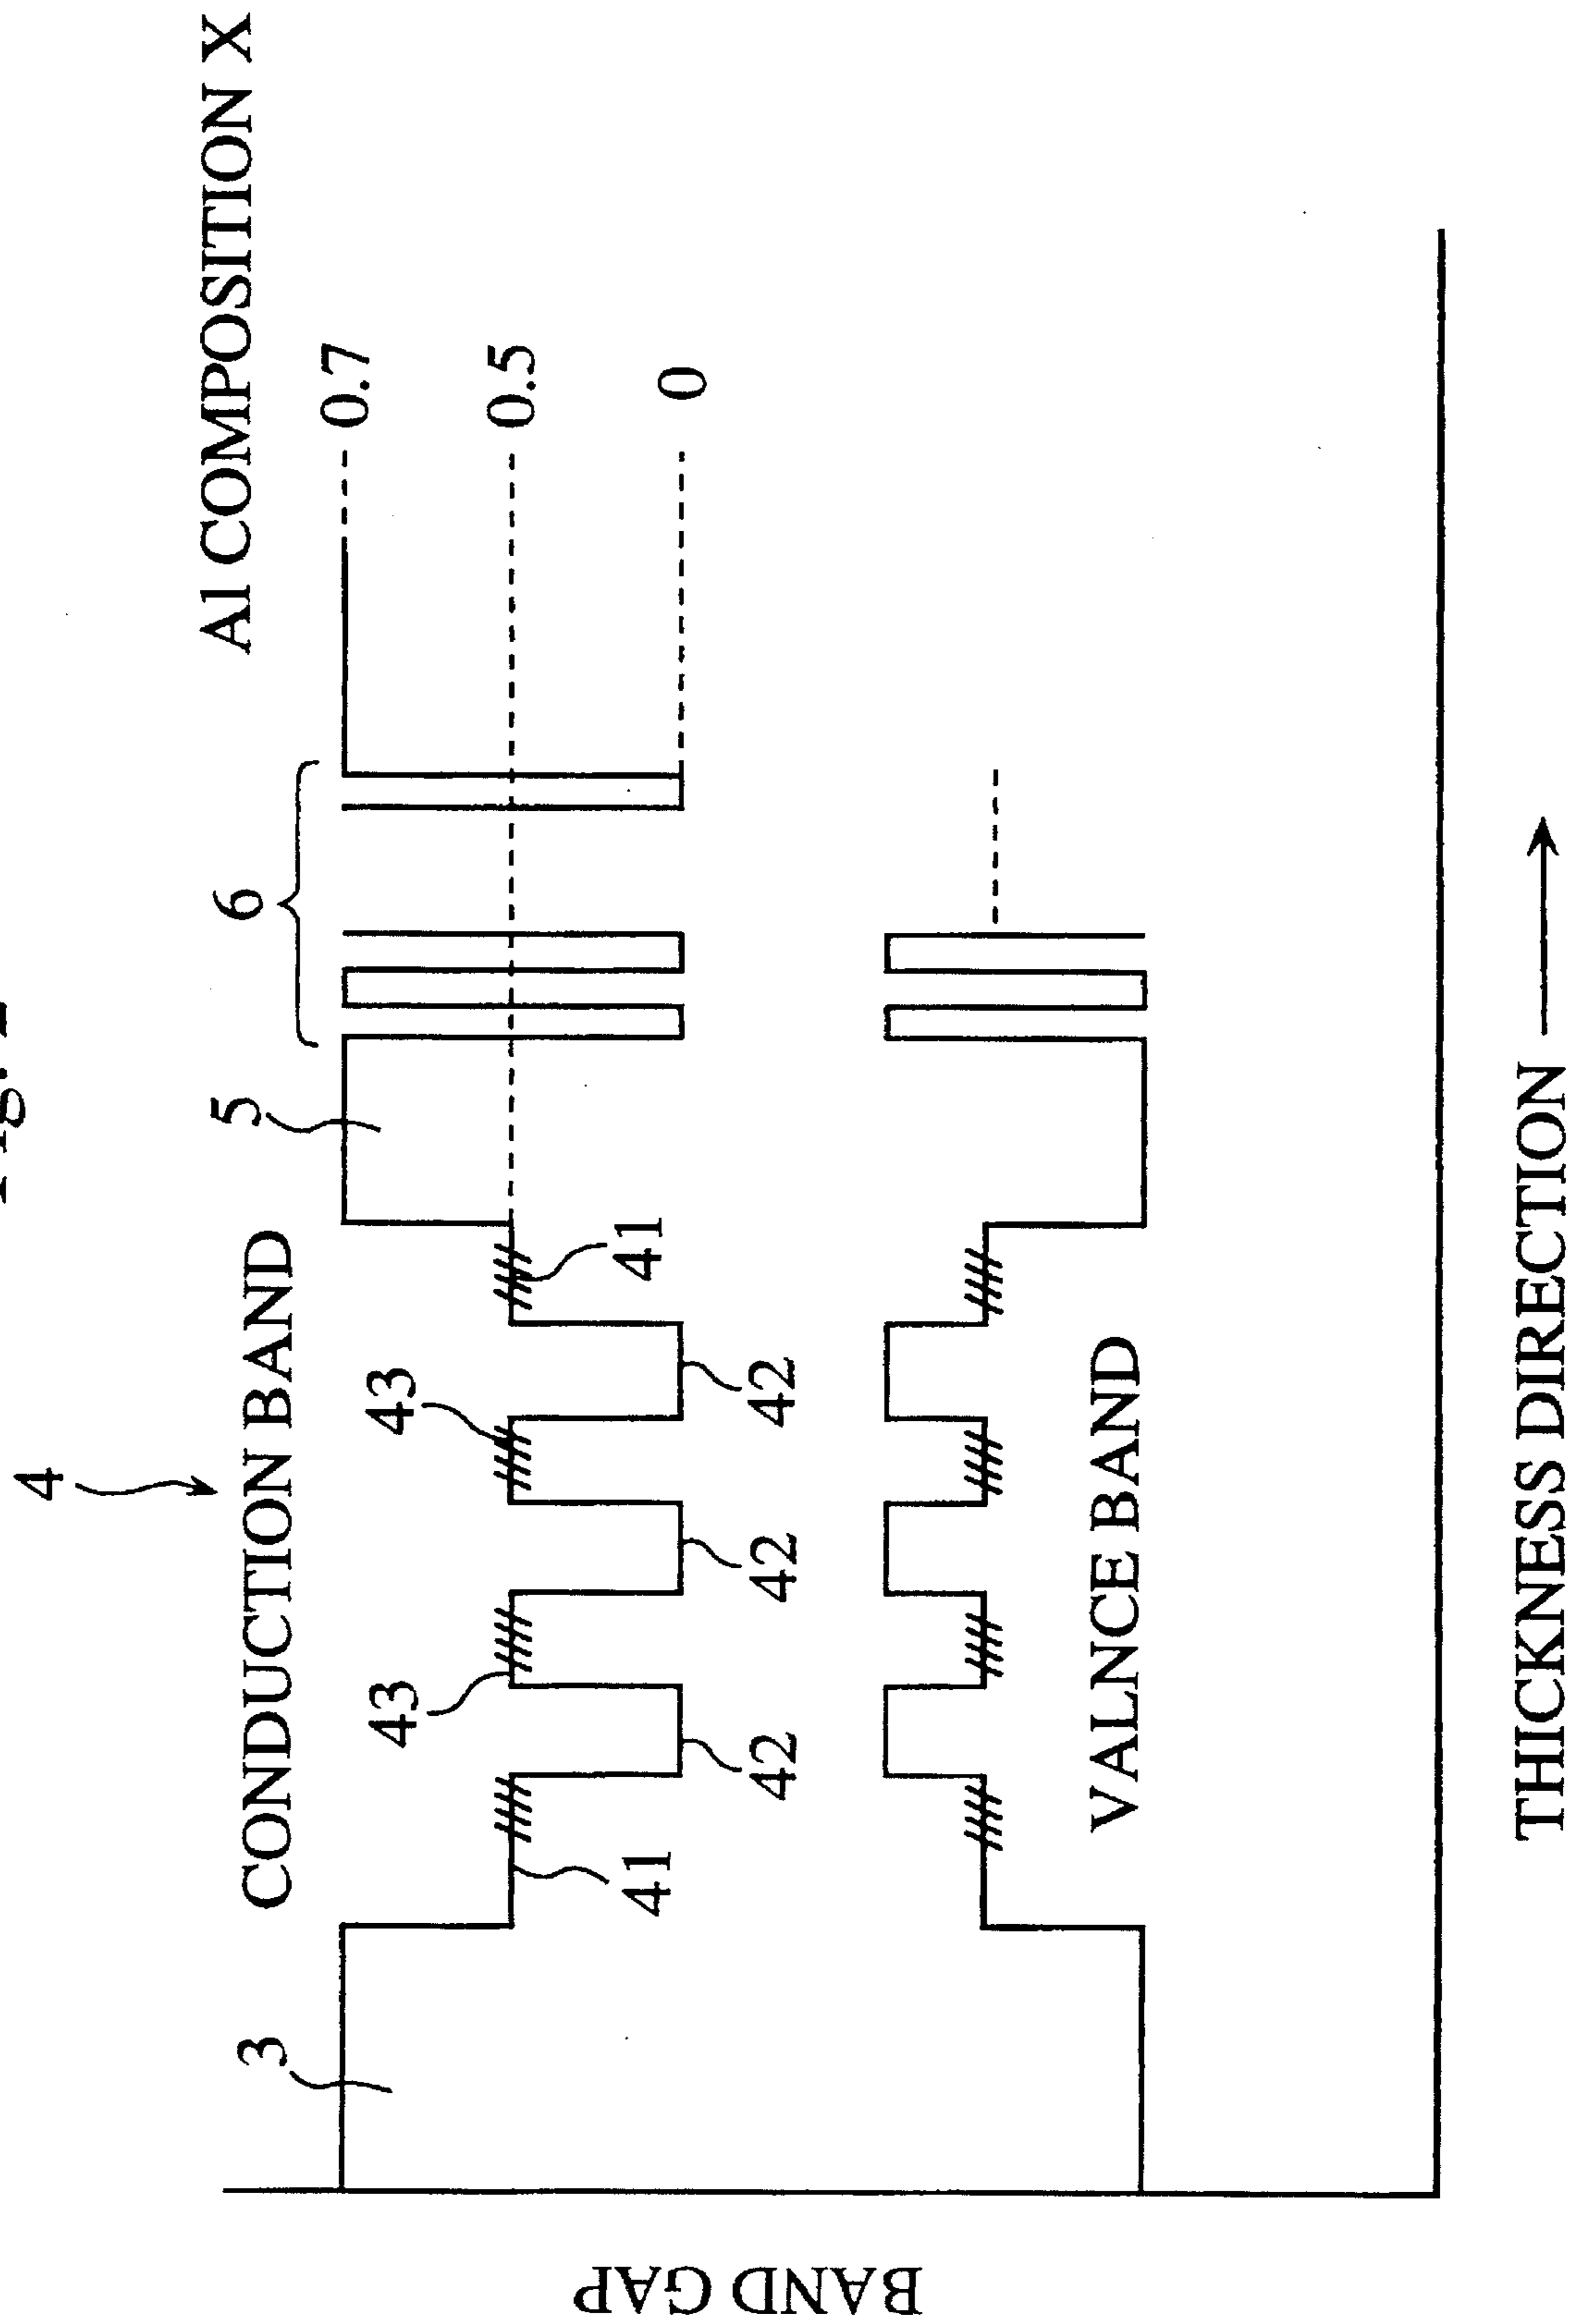 4
CONDUCTION BAND
Al COMPOSITION X
3
5
6
43
43
0.7
0.5
0
41
41
42
42
42
VALNCE BAND
BAND GAP
THICKNESS DIRECTION